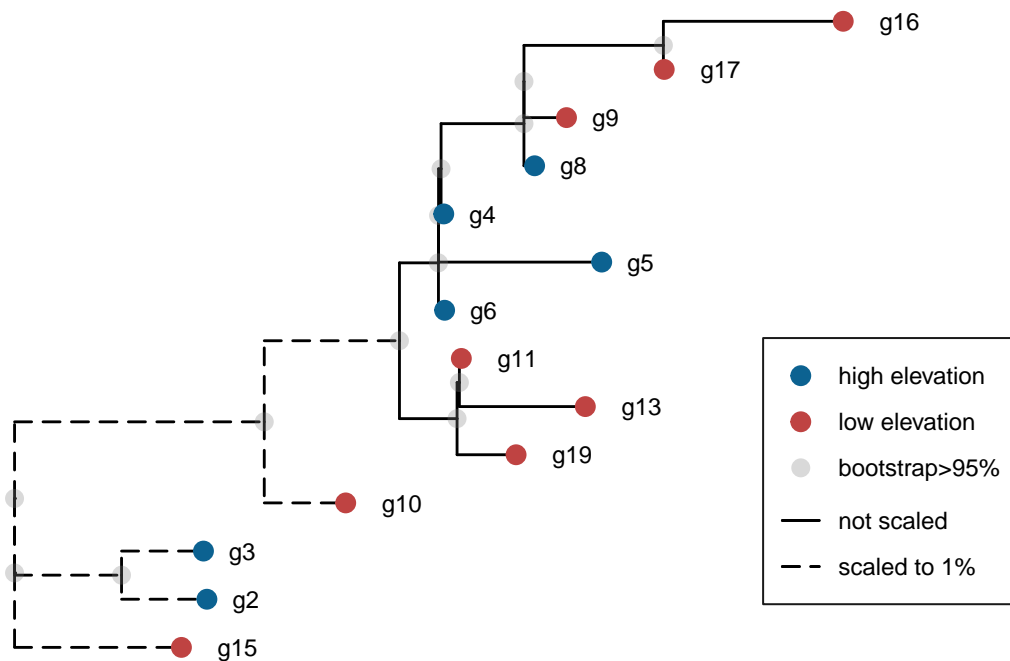 g16
g17
g9
g8
g4
g5
g6
g11
g13
g19
g10
g3
g2
g15
high elevation
low elevation
bootstrap>95%
not scaled
scaled to 1%